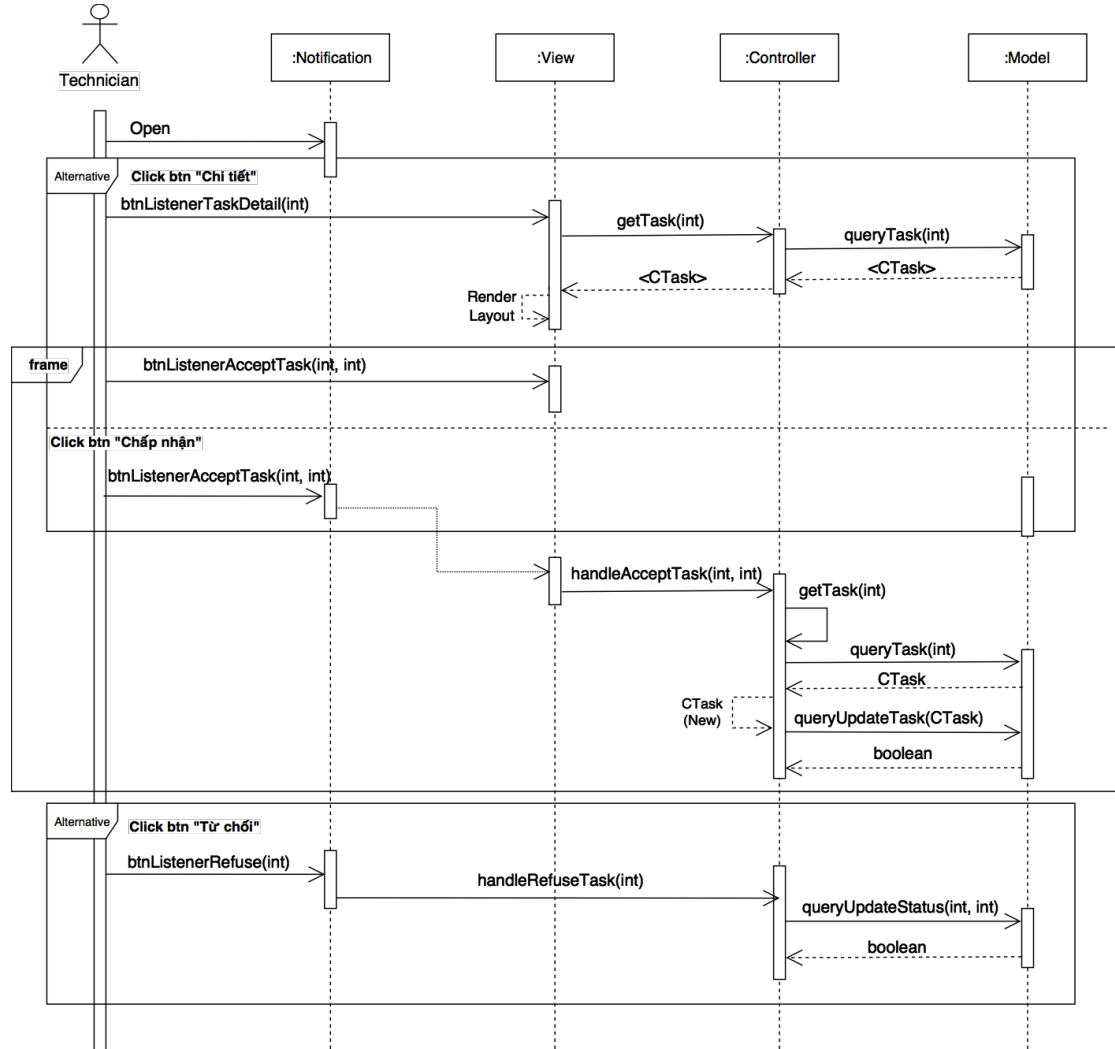 Technician
:Notification
:View
:Controller
:Model
Open
Alternative
Click btn "Chi tiết"
btnListenerTaskDetail(int)
getTask(int)
queryTask(int)
<CTask>
<CTask>
Render
Layout
frame
btnListenerAcceptTask(int, int)
Click btn "Chấp nhận"
btnListenerAcceptTask(int, int)
handleAcceptTask(int, int)
getTask(int)
queryTask(int)
CTask
CTask
(New)
queryUpdateTask(CTask)
boolean
Alternative
Click btn "Từ chối"
btnListenerRefuse(int)
handleRefuseTask(int)
queryUpdateStatus(int, int)
boolean